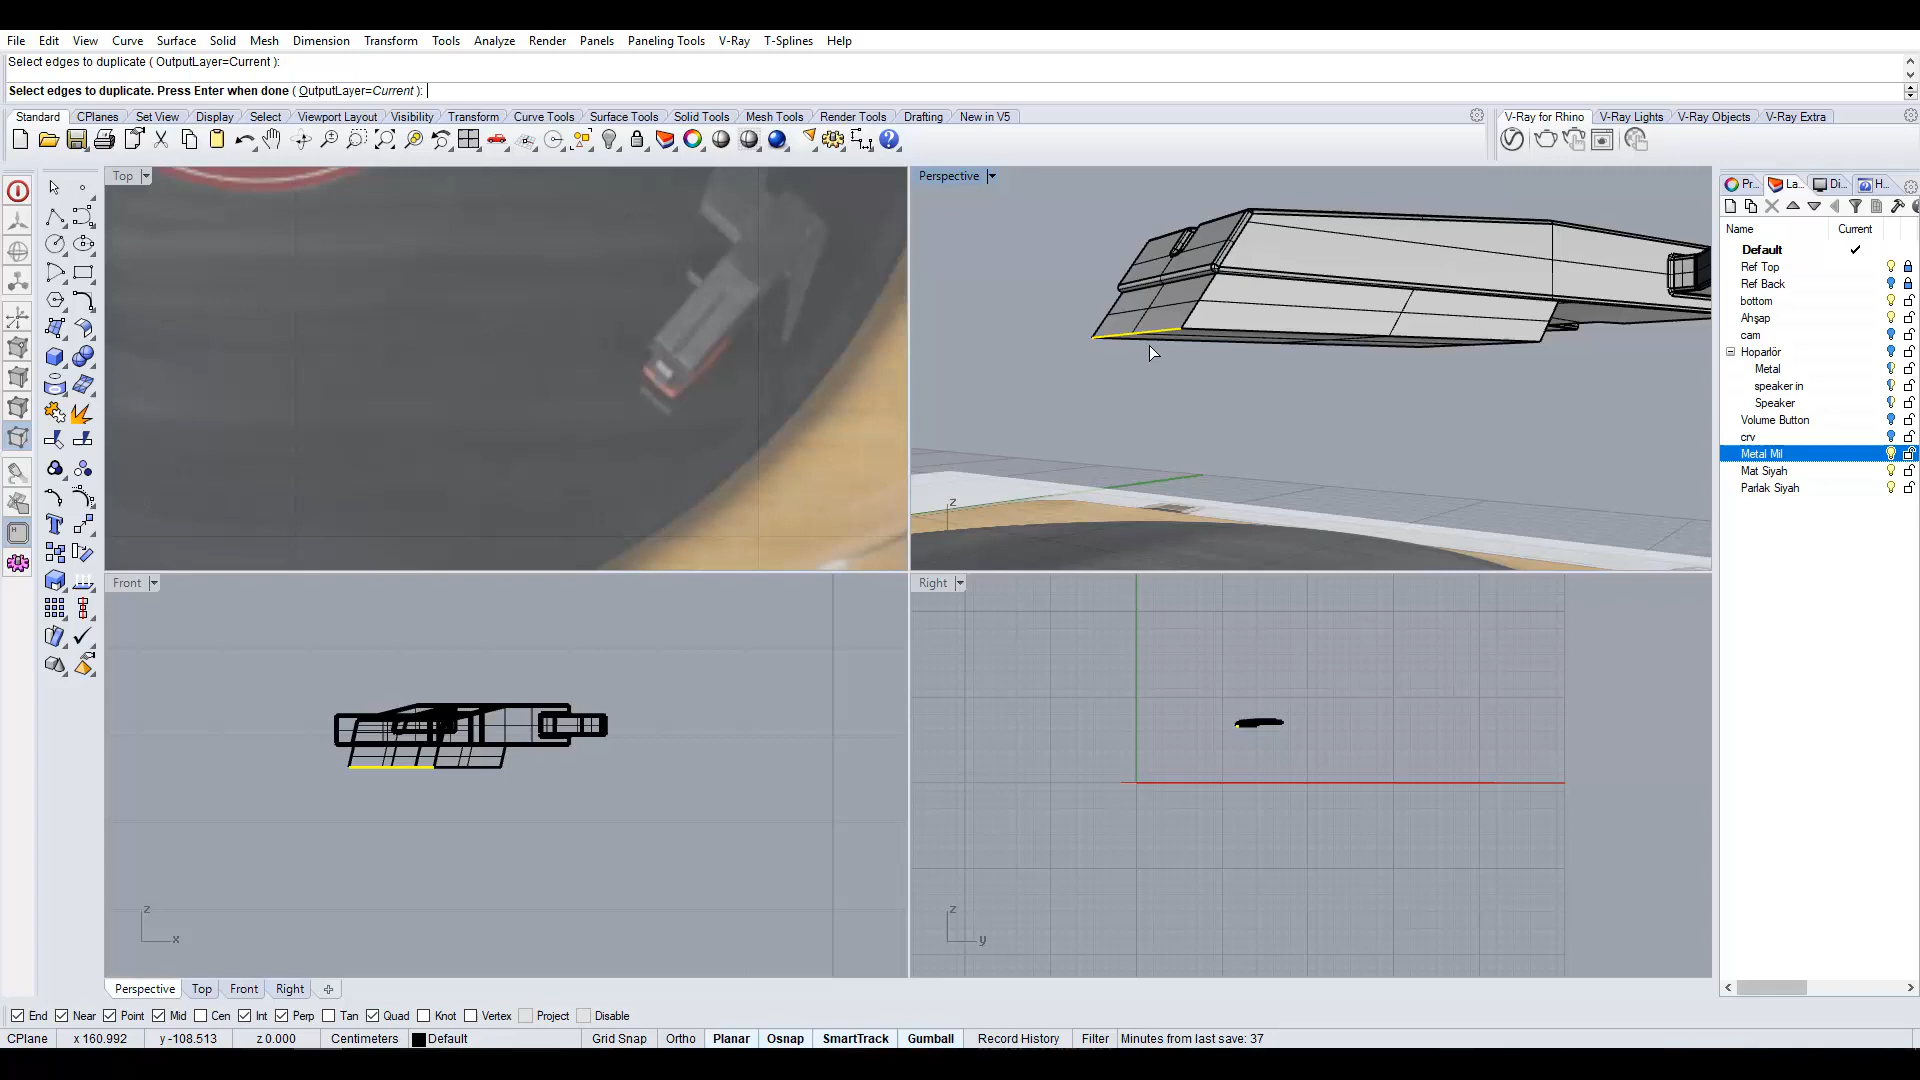 File Edit View Curve Surface Solid Mesh Dimension Transform Tools Analyze Render Panels Paneling Tools V-Ray T-Splines Help
Select edges to duplicate ( OutputLayer=Current ):
Select edges to duplicate. Press Enter when done ( OutputLayer=Current ):
Standard CPlanes Set View Display Select Viewport Layout Visibility Transform Curve Tools Surface Tools Solid Tools Mesh Tools Render Tools Drafting New in V5
V-Ray for Rhino V-Ray Lights V-Ray Objects V-Ray Extra
Top
Perspective
Pr... La... Di... H...
Name Current
Default
Ref Top
Ref Back
bottom
Ahşap
cam
Hoparlör
Metal
speaker in
Speaker
Volume Button
crv
Metal Mil
Mat Siyah
Parlak Siyah
z
Front
Right
z
x
z
y
Perspective Top Front Right
End Near Point Mid Cen Int Perp Tan Quad Knot Vertex Project Disable
CPlane x 160.992 y -108.513 z 0.000 Centimeters Default Grid Snap Ortho Planar Osnap SmartTrack Gumball Record History Filter Minutes from last save: 37